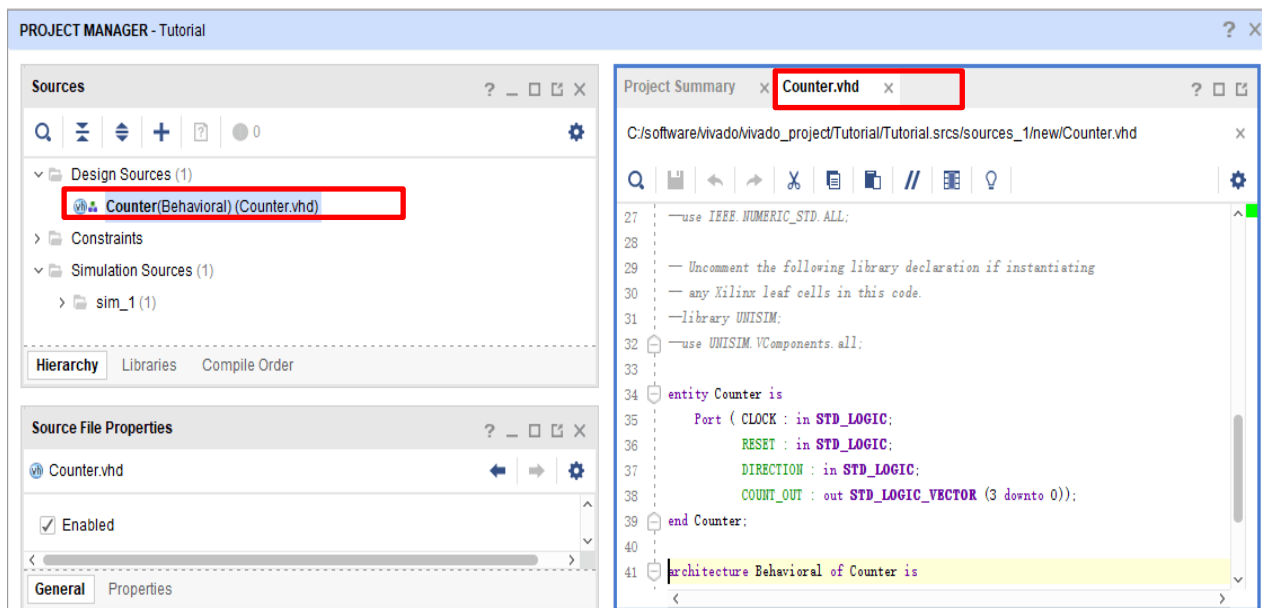 PROJECT MANAGER - Tutorial
Sources
0
Design Sources (1)
Counter(Behavioral) (Counter.vhd)
Constraints
Simulation Sources (1)
sim_1 (1)
Hierarchy Libraries Compile Order
Source File Properties
Counter.vhd
Enabled
General Properties
Project Summary Counter.vhd
C:/software/vivado/vivado_project/Tutorial/Tutorial.srcs/sources_1/new/Counter.vhd
27 --use IEEE.NUMERIC_STD.ALL;
28
29 -- Uncomment the following library declaration if instantiating
30 -- any Xilinx leaf cells in this code.
31 --library UNISIM;
32 --use UNISIM.VComponents.all;
33
34 entity Counter is
35 Port ( CLOCK : in STD_LOGIC;
36 RESET : in STD_LOGIC;
37 DIRECTION : in STD_LOGIC;
38 COUNT_OUT : out STD_LOGIC_VECTOR (3 downto 0));
39 end Counter;
40
41 architecture Behavioral of Counter is